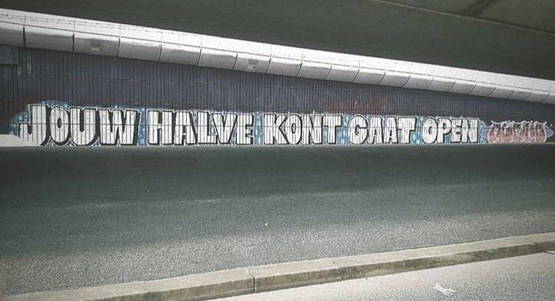 JOUW HALVE KONT GAAT OPEN